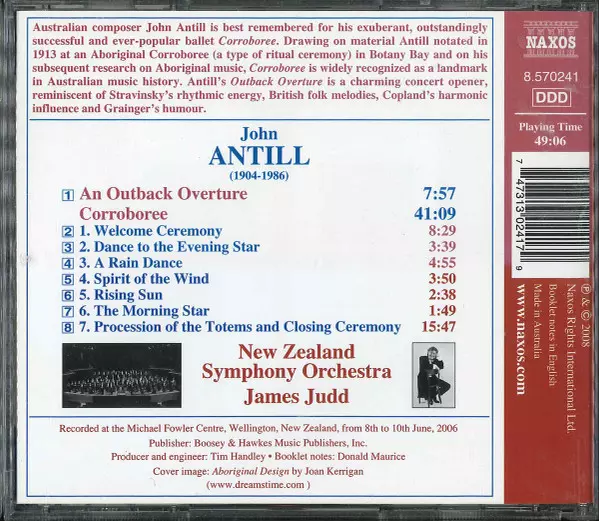 Australian composer John Antill is best remembered for his exuberant, outstandingly
successful and ever-popular ballet Corroboree. Drawing on material Antill notated in
1913 at an Aboriginal Corroboree (a type of ritual ceremony) in Botany Bay and on his
subsequent research on Aboriginal music, Corroboree is widely recognized as a landmark
in Australian music history. Antill's Outback Overture is a charming concert opener,
reminiscent of Stravinsky's rhythmic energy, British folk melodies, Copland's harmonic
influence and Grainger's humour.
John
ANTILL
(1904-1986)
1 An Outback Overture 7:57
Corroboree 41:09
2 1. Welcome Ceremony 8:29
3 2. Dance to the Evening Star 3:39
4 3. A Rain Dance 4:55
5 4. Spirit of the Wind 3:50
6 5. Rising Sun 2:38
7 6. The Morning Star 1:49
8 7. Procession of the Totems and Closing Ceremony 15:47
New Zealand
Symphony Orchestra
James Judd
Recorded at the Michael Fowler Centre, Wellington, New Zealand, from 8th to 10th June, 2006
Publisher: Boosey & Hawkes Music Publishers, Inc.
Producer and engineer: Tim Handley • Booklet notes: Donald Maurice
Cover image: Aboriginal Design by Joan Kerrigan
(www.dreamstime.com)
NAXOS
8.570241
DDD
Playing Time
49:06
7 47313 02417 9
℗ & © 2008
Naxos Rights International Ltd.
Booklet notes in English
Made in Australia
www.naxos.com